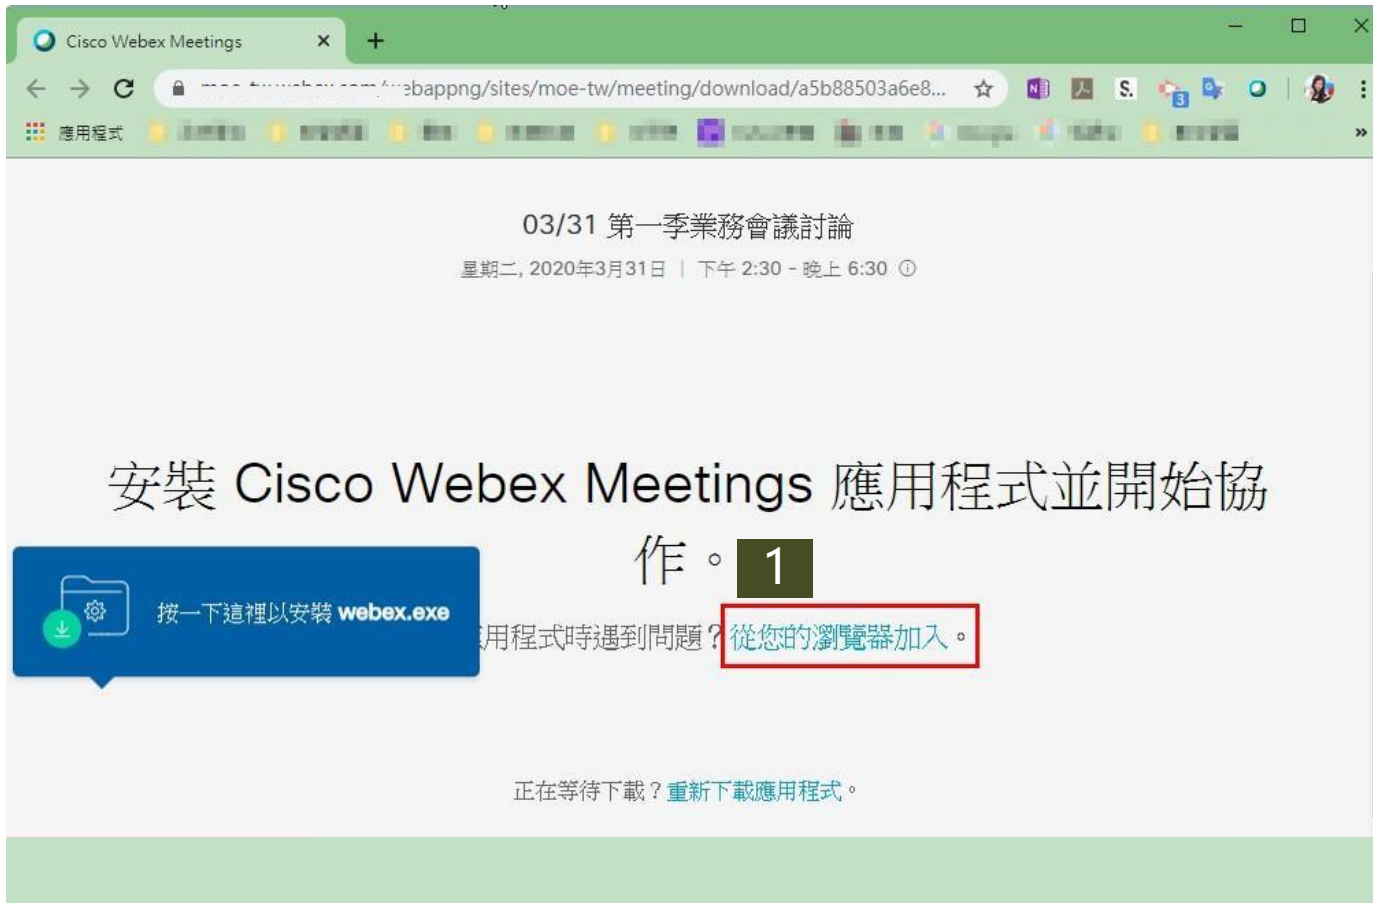 Cisco Webex Meetings
/webappng/sites/moe-tw/meeting/download/a5b88503a6e8...
S.
3
應用程式
03/31 第一季業務會議討論
星期二, 2020年3月31日 | 下午 2:30 - 晚上 6:30
安裝 Cisco Webex Meetings 應用程式並開始協
作。
1
按一下這裡以安裝 webex.exe
用程式時遇到問題？從您的瀏覽器加入。
正在等待下載？重新下載應用程式。